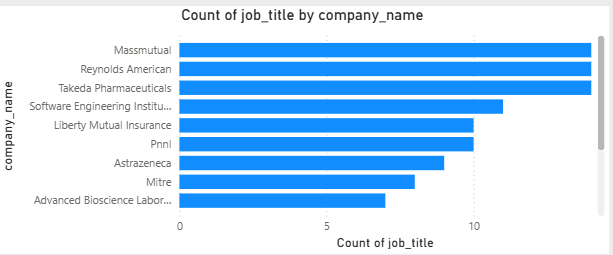 Count of job_title by company_name
company_name
Massmutual
Reynolds American
Takeda Pharmaceuticals
Software Engineering Institu...
Liberty Mutual Insurance
Pnnl
Astrazeneca
Mitre
Advanced Bioscience Labor...
0 5 10
Count of job_title